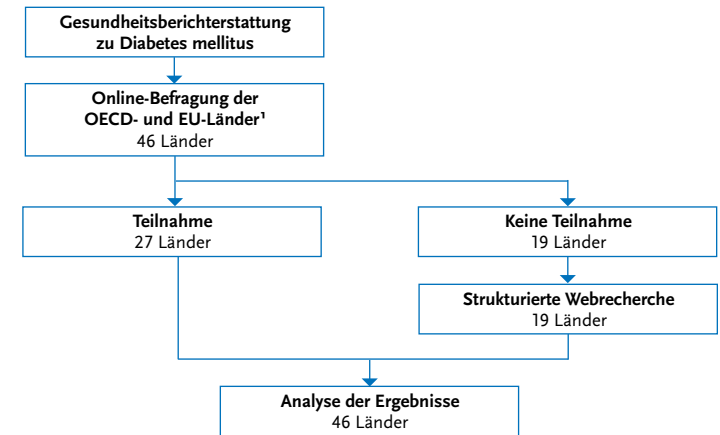 Gesundheitsberichterstattung
zu Diabetes mellitus
Online-Befragung der
OECD- und EU-Länder¹
46 Länder
Teilnahme
27 Länder
Keine Teilnahme
19 Länder
Strukturierte Webrecherche
19 Länder
Analyse der Ergebnisse
46 Länder